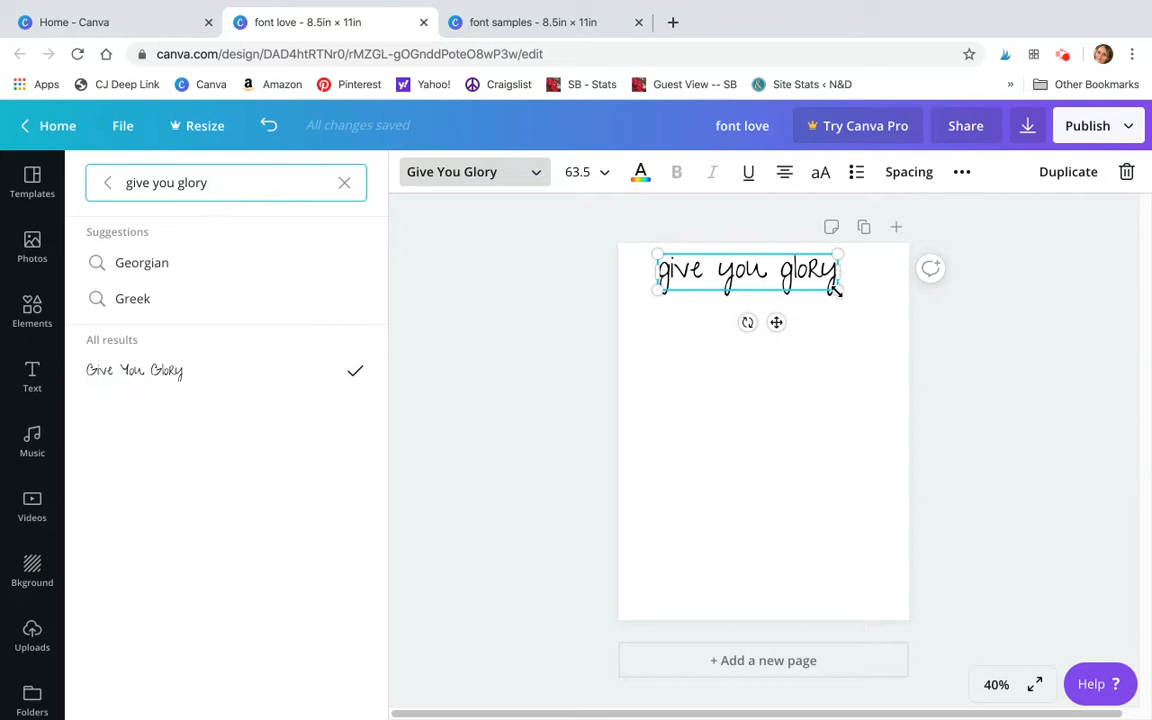 Home - Canva
font love - 8.5in × 11in
font samples - 8.5in × 11in
canva.com/design/DAD4htRTNr0/rMZGL-gOGnddPoteO8wP3w/edit
Apps
CJ Deep Link
Canva
Amazon
Pinterest
Yahoo!
Craigslist
SB - Stats
Guest View -- SB
Site Stats ‹ N&D
»
Other Bookmarks
Home
File
Resize
All changes saved
font love
Try Canva Pro
Share
Publish
Templates
Photos
Elements
Text
Music
Videos
Bkground
Uploads
Folders
give you glory
Suggestions
Georgian
Greek
All results
Give You Glory
Give You Glory
63.5
A
B
I
U
aA
Spacing
Duplicate
give you glory
+ Add a new page
40%
Help ?